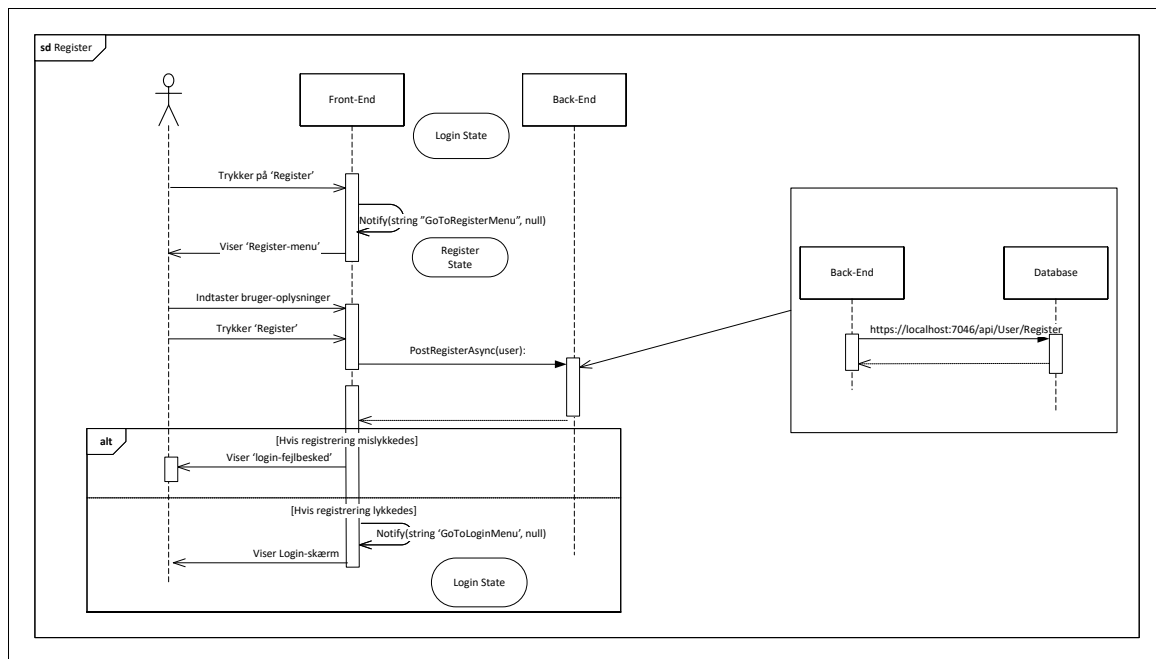 sd Register
Front-End
Back-End
Login State
Trykker på ‘Register’
Notify(string ”GoToRegisterMenu”, null)
Viser ‘Register-menu’
Register
State
Back-End
Database
Indtaster bruger-oplysninger
Trykker ‘Register’
https://localhost:7046/api/User/Register
PostRegisterAsync(user):
alt
[Hvis registrering mislykkedes]
Viser ‘login-fejlbesked’
[Hvis registrering lykkedes]
Notify(string ‘GoToLoginMenu’, null)
Viser Login-skærm
Login State